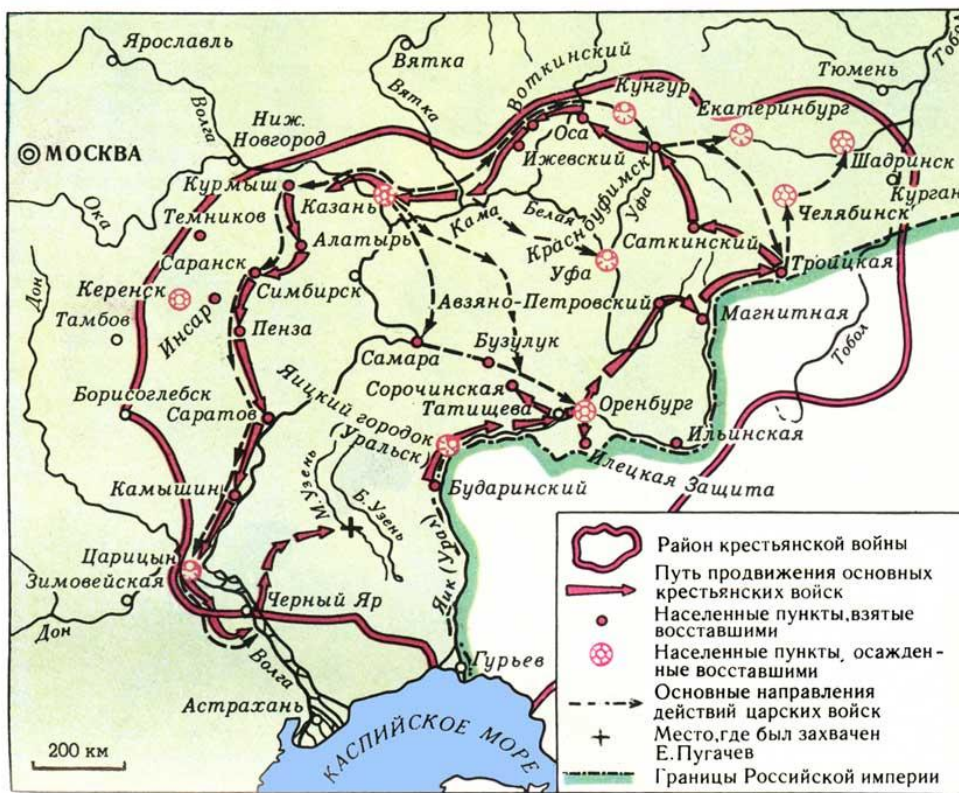 Ярославль
Волга
Вятка
Вятка
Воткинский
Кунгур
Тобол
Тюмень
Екатеринбург
Ниж.
Новгород
МОСКВА
Оса
Ижевский
Шадринск
Курган
Курмыш
Казань
Ока
Темников
Кама
Белая
Красноуфимск
Уфа
Челябинск
Алатырь
Саткинский
Саранск
Симбирск
Уфа
Троицкая
Дон
Керенск
Тамбов
Инсар
Пенза
Авзяно-Петровский
Магнитная
Тобол
Самара
Бузулук
Борисоглебск
Саратов
Сорочинская
Татищева
Оренбург
Яицкий городок
(Уральск)
Ильинская
Илецкая Защита
Камышин
М.Узень
Б.Узень
Бударинский
Царицын
Зимовейская
Яик (Урал)
Черный Яр
Дон
Волга
Гурьев
Астрахань
КАСПИЙСКОЕ МОРЕ
200 км
Район крестьянской войны
Путь продвижения основных
крестьянских войск
Населенные пункты, взятые
восставшими
Населенные пункты, осажден-
ные восставшими
Основные направления
действий царских войск
Место, где был захвачен
Е. Пугачев
Границы Российской империи